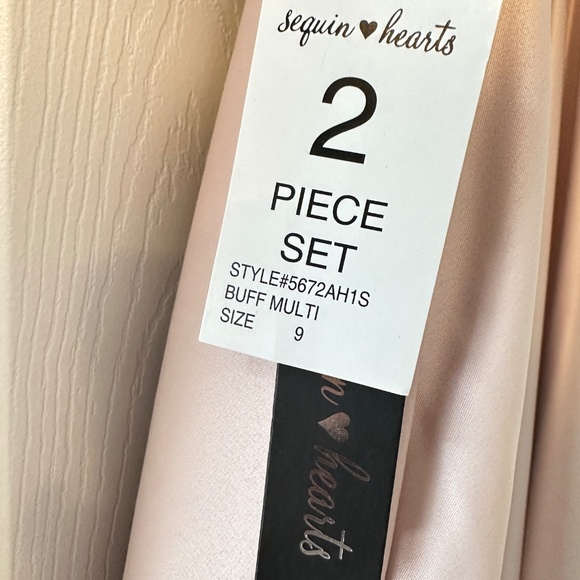 sequin ♥ hearts
2
PIECE
SET
STYLE#5672AH1S
BUFF MULTI
SIZE 9
n ♥ hearts